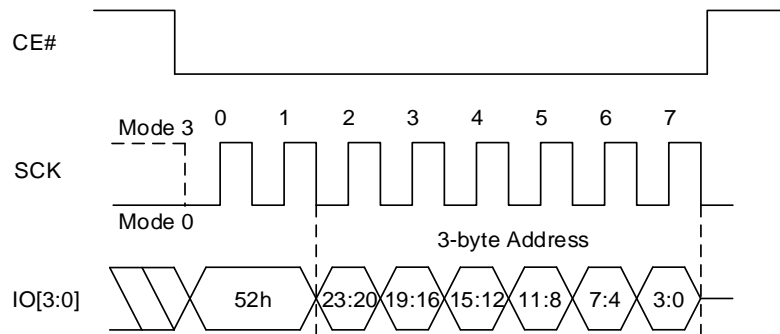 CE#
Mode 3
0 1 2 3 4 5 6 7
SCK
Mode 0
3-byte Address
IO[3:0]
52h 23:20 19:16 15:12 11:8 7:4 3:0